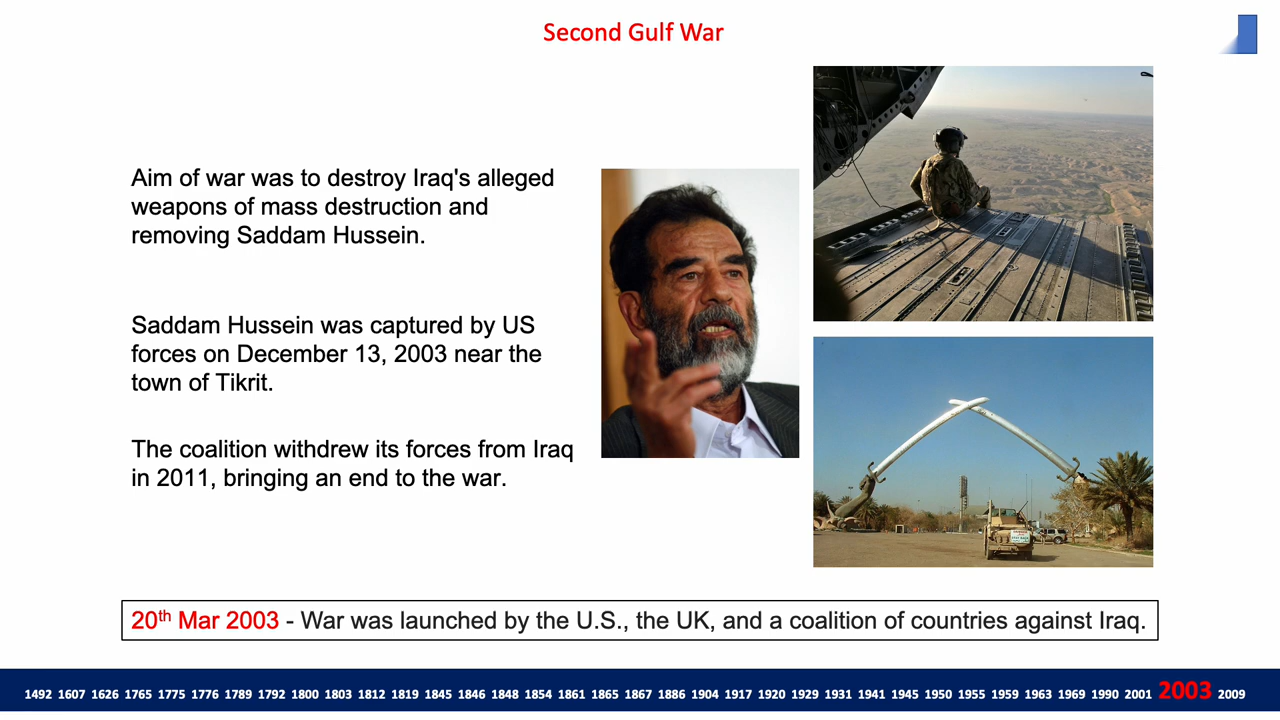 Second Gulf War
Aim of war was to destroy Iraq's alleged
weapons of mass destruction and
removing Saddam Hussein.
Saddam Hussein was captured by US
forces on December 13, 2003 near the
town of Tikrit.
The coalition withdrew its forces from Iraq
in 2011, bringing an end to the war.
20th Mar 2003 - War was launched by the U.S., the UK, and a coalition of countries against Iraq.
1492 1607 1626 1765 1775 1776 1789 1792 1800 1803 1812 1819 1845 1846 1848 1854 1861 1865 1867 1886 1904 1917 1920 1929 1931 1941 1945 1950 1955 1959 1963 1969 1990 2001 2003 2009